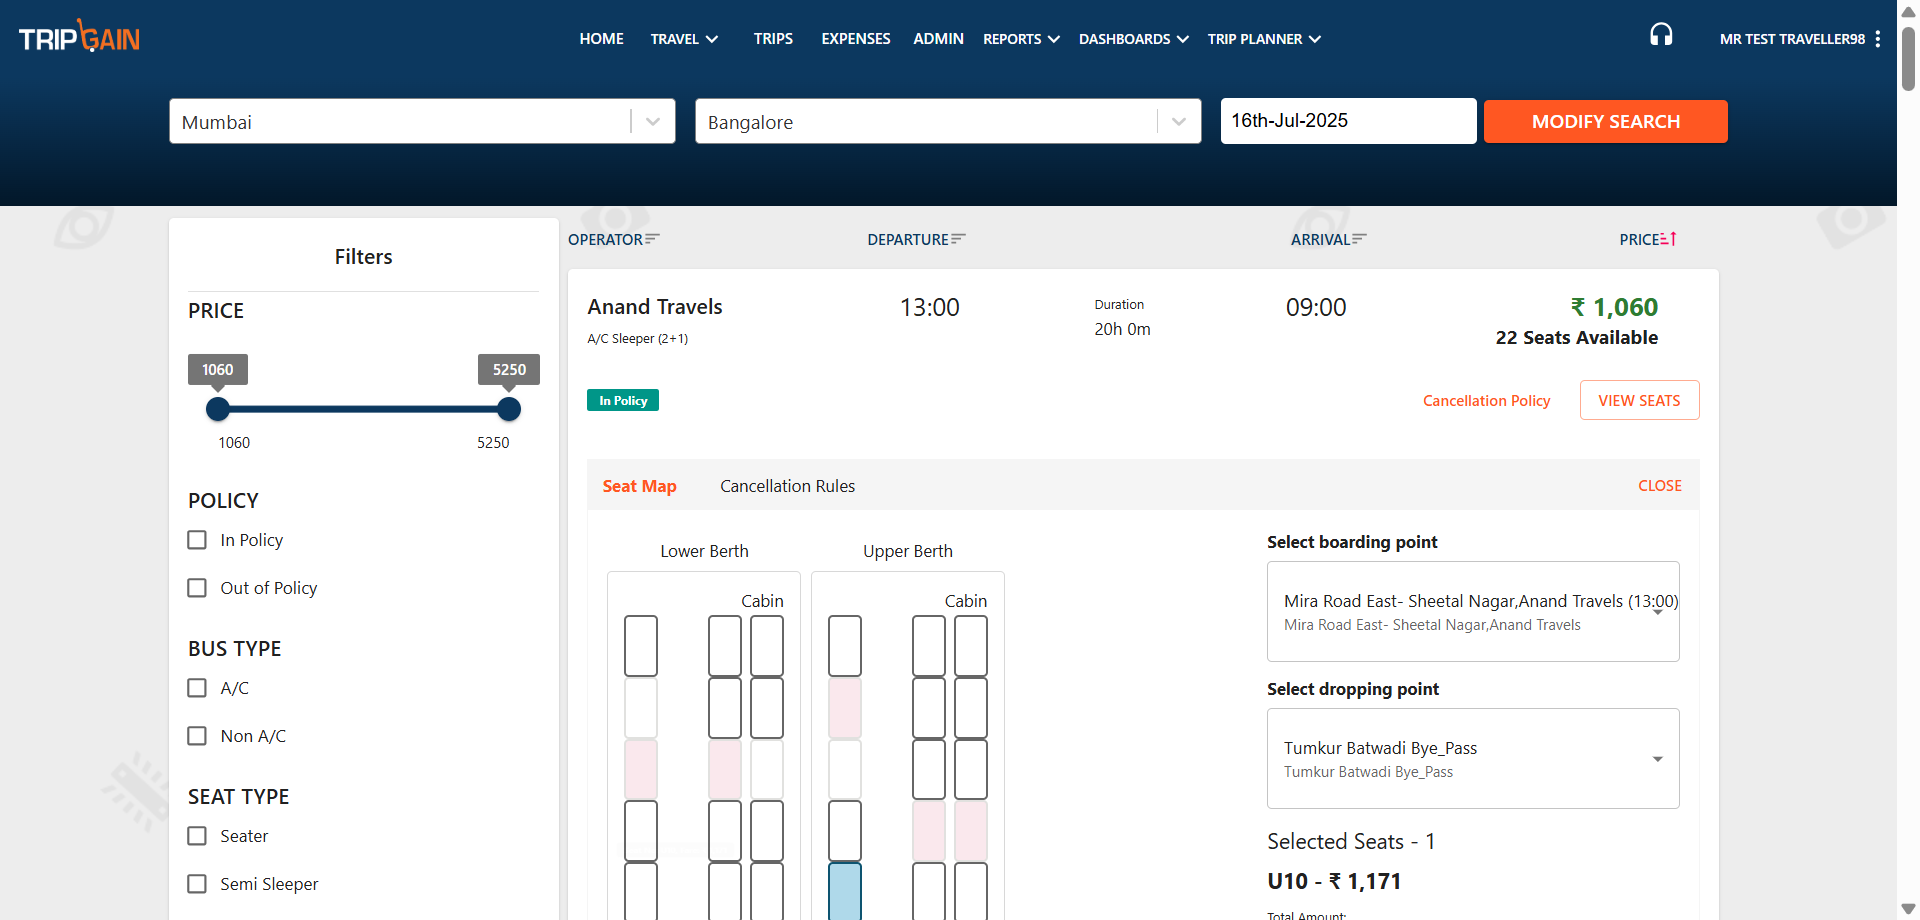 TRIPGAIN
HOME TRAVEL TRIPS EXPENSES ADMIN REPORTS DASHBOARDS TRIP PLANNER MR TEST TRAVELLER98
Mumbai Bangalore 16th-Jul-2025 MODIFY SEARCH
Filters
PRICE
1060 5250
1060 5250
POLICY
In Policy
Out of Policy
BUS TYPE
A/C
Non A/C
SEAT TYPE
Seater
Semi Sleeper
OPERATOR DEPARTURE ARRIVAL PRICE
Anand Travels 13:00 Duration 09:00 ₹ 1,060
A/C Sleeper (2+1) 20h 0m 22 Seats Available
In Policy Cancellation Policy VIEW SEATS
Seat Map Cancellation Rules CLOSE
Lower Berth Upper Berth
Cabin Cabin
Select boarding point
Mira Road East- Sheetal Nagar,Anand Travels (13:00)
Mira Road East- Sheetal Nagar,Anand Travels
Select dropping point
Tumkur Batwadi Bye_Pass
Tumkur Batwadi Bye_Pass
Selected Seats - 1
U10 - ₹ 1,171
Total Amount: